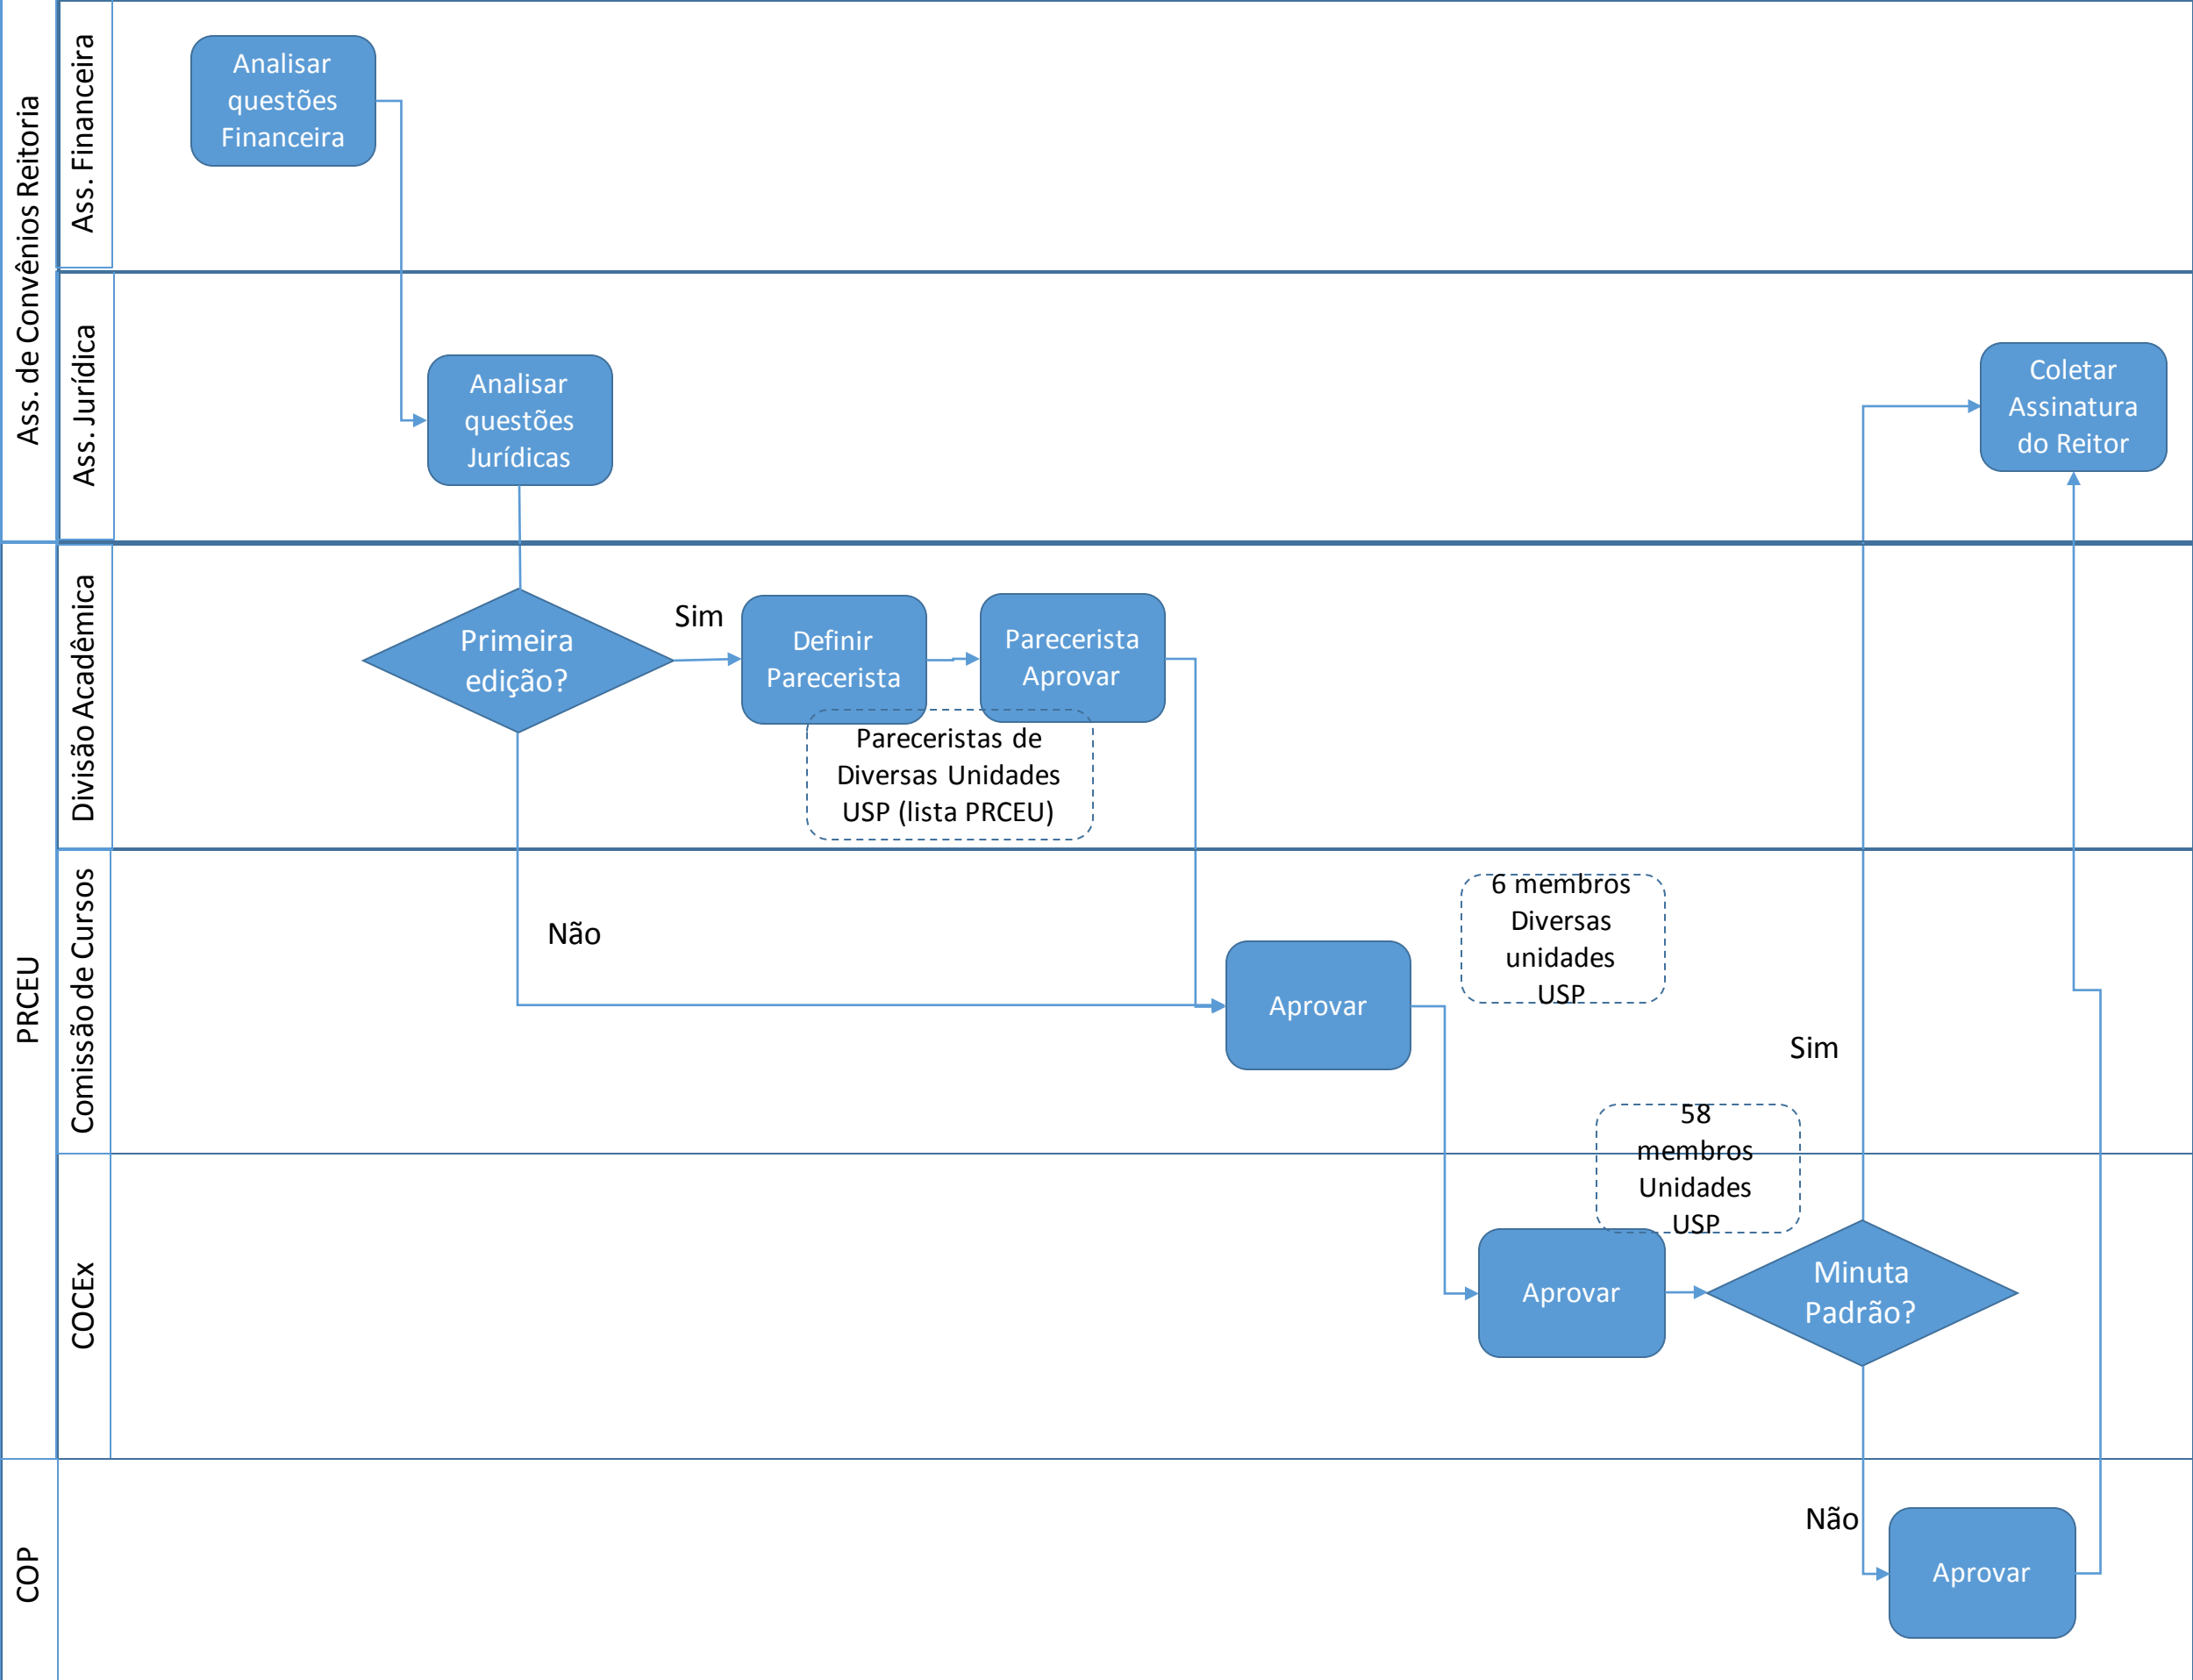 Ass. de Convênios Reitoria
Ass. Financeira
Analisar
questões
Financeira
Ass. Jurídica
Analisar
questões
Jurídicas
Coletar
Assinatura
do Reitor
PRCEU
Divisão Acadêmica
Primeira
edição?
Sim
Definir
Parecerista
Parecerista
Aprovar
Pareceristas de
Diversas Unidades
USP (lista PRCEU)
Comissão de Cursos
Não
Aprovar
6 membros
Diversas
unidades
USP
Sim
58
membros
Unidades
USP
COCEx
Aprovar
Minuta
Padrão?
COP
Não
Aprovar